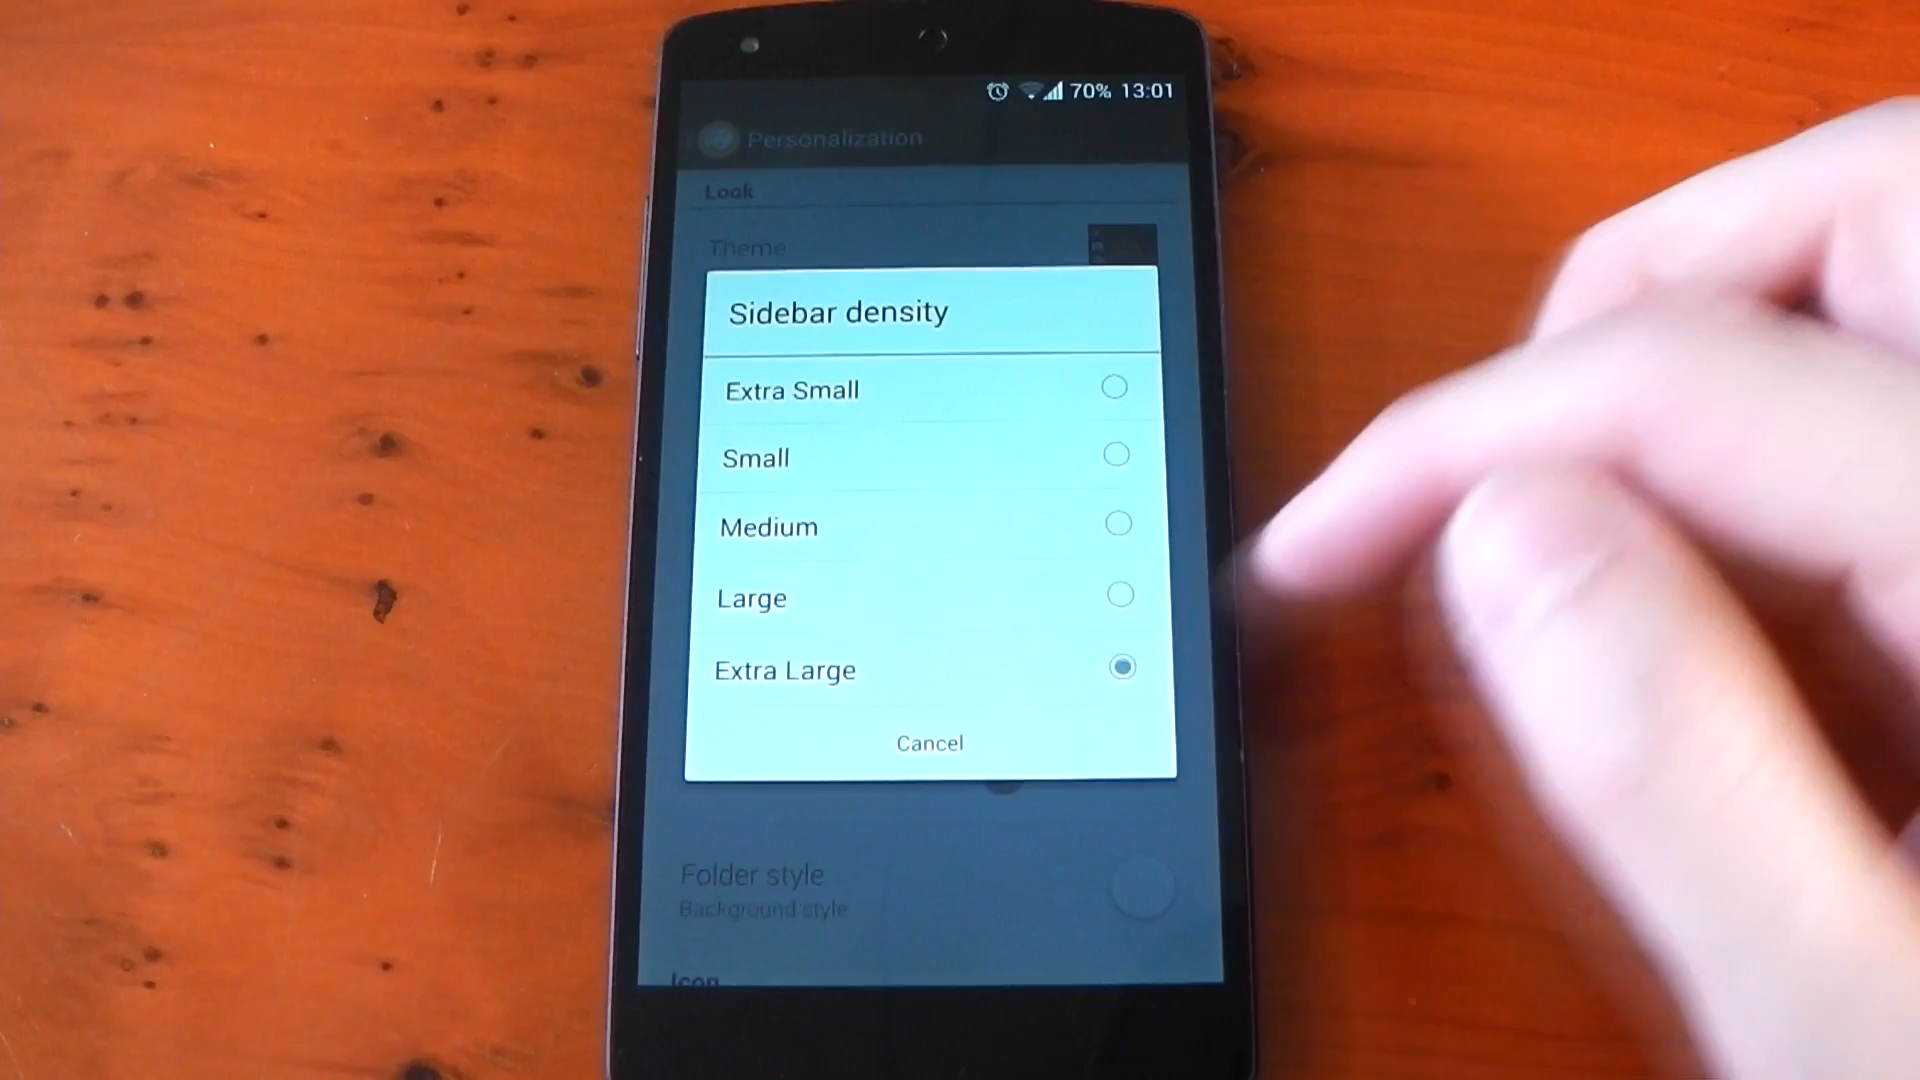 70% 13:01
Personalization
Look
Theme
Sidebar density
Extra Small
Small
Medium
Large
Extra Large
Cancel
Folder style
Background style
Icon